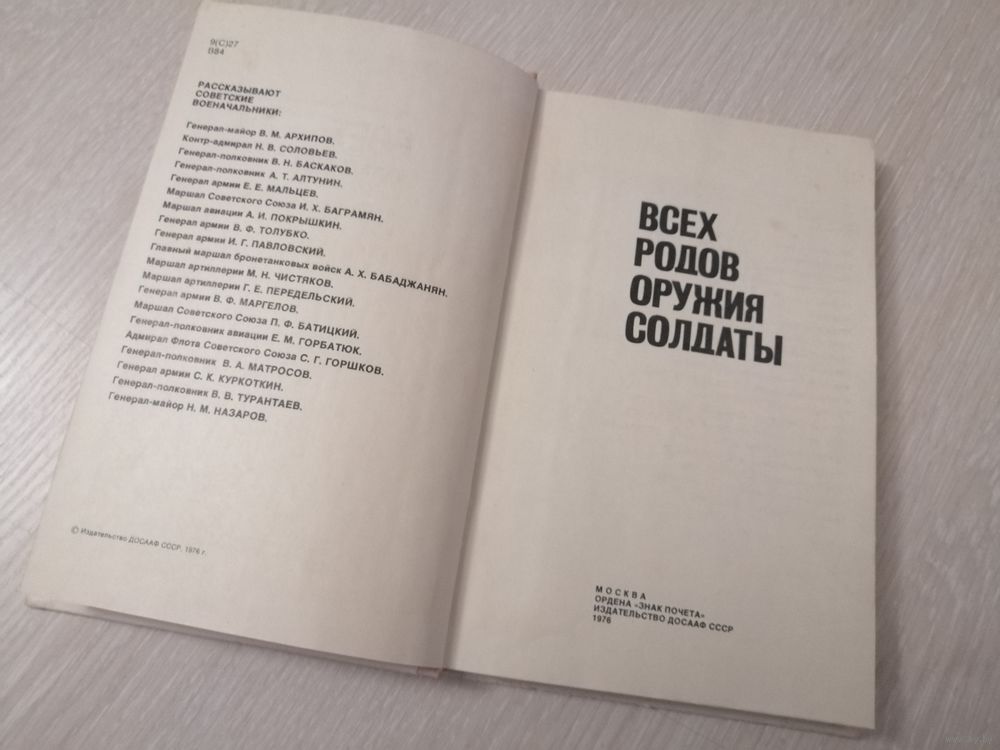 9(С)27
В84
РАССКАЗЫВАЮТ
СОВЕТСКИЕ
ВОЕНАЧАЛЬНИКИ:
Генерал-майор В. М. АРХИПОВ.
Контр-адмирал Н. В. СОЛОВЬЕВ.
Генерал-полковник В. Н. БАСКАКОВ.
Генерал-полковник А. Т. АЛТУНИН.
Генерал армии Е. Е. МАЛЬЦЕВ.
Маршал Советского Союза И. Х. БАГРАМЯН.
Маршал авиации А. И. ПОКРЫШКИН.
Генерал армии В. Ф. ТОЛУБКО.
Генерал армии И. Г. ПАВЛОВСКИЙ.
Главный маршал бронетанковых войск А. Х. БАБАДЖАНЯН.
Маршал артиллерии М. Н. ЧИСТЯКОВ.
Маршал артиллерии Г. Е. ПЕРЕДЕЛЬСКИЙ.
Генерал армии В. Ф. МАРГЕЛОВ.
Маршал Советского Союза П. Ф. БАТИЦКИЙ.
Генерал-полковник авиации Е. М. ГОРБАТЮК.
Адмирал Флота Советского Союза С. Г. ГОРШКОВ.
Генерал-полковник В. А. МАТРОСОВ.
Генерал армии С. К. КУРКОТКИН.
Генерал-полковник В. В. ТУРАНТАЕВ.
Генерал-майор Н. М. НАЗАРОВ.
© Издательство ДОСААФ СССР. 1976 г.
ВСЕХ
РОДОВ
ОРУЖИЯ
СОЛДАТЫ
МОСКВА
ОРДЕНА «ЗНАК ПОЧЕТА»
ИЗДАТЕЛЬСТВО ДОСААФ СССР
1976